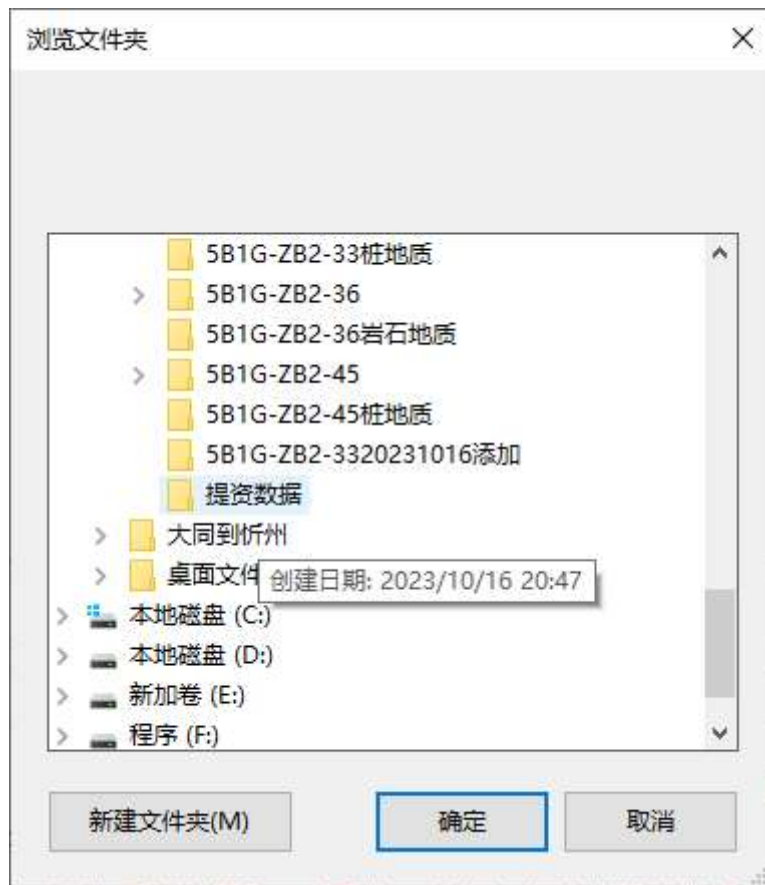 浏览文件夹
5B1G-ZB2-33桩地质
5B1G-ZB2-36
5B1G-ZB2-36岩石地质
5B1G-ZB2-45
5B1G-ZB2-45桩地质
5B1G-ZB2-3320231016添加
提资数据
大同到忻州
桌面文件
创建日期: 2023/10/16 20:47
本地磁盘 (C:)
本地磁盘 (D:)
新加卷 (E:)
程序 (F:)
新建文件夹(M) 确定 取消